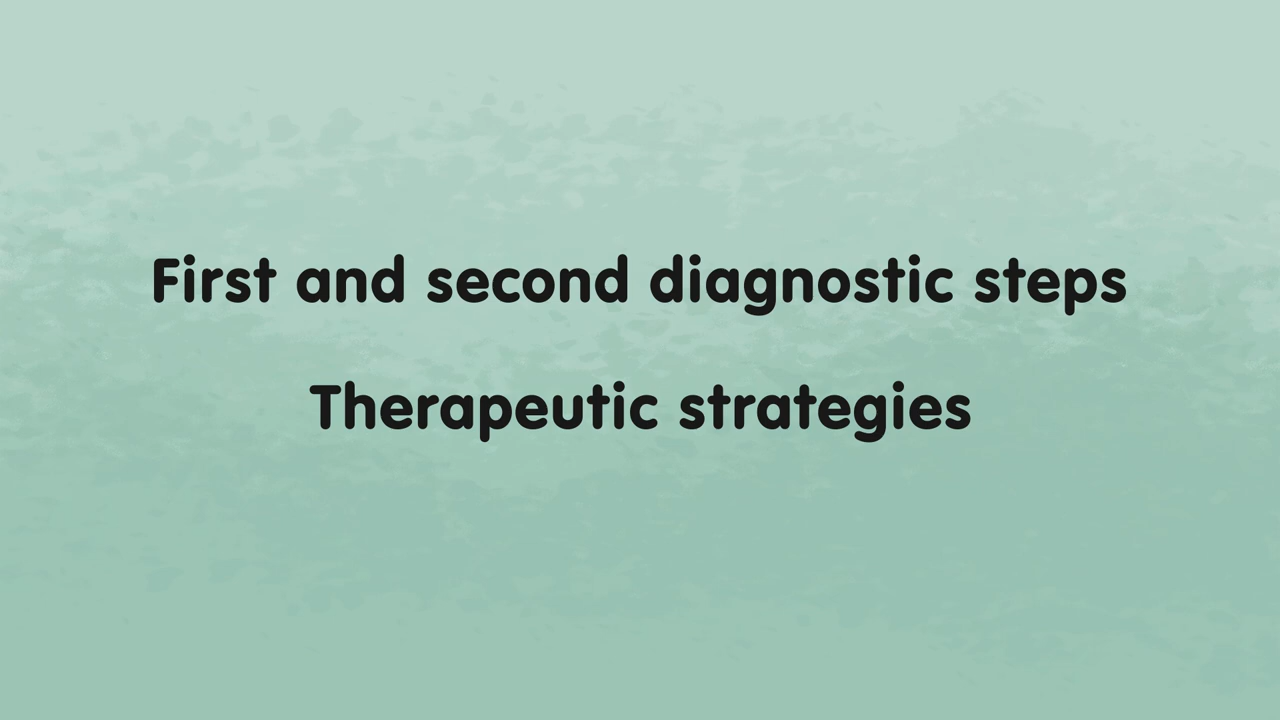 First and second diagnostic steps
Therapeutic strategies